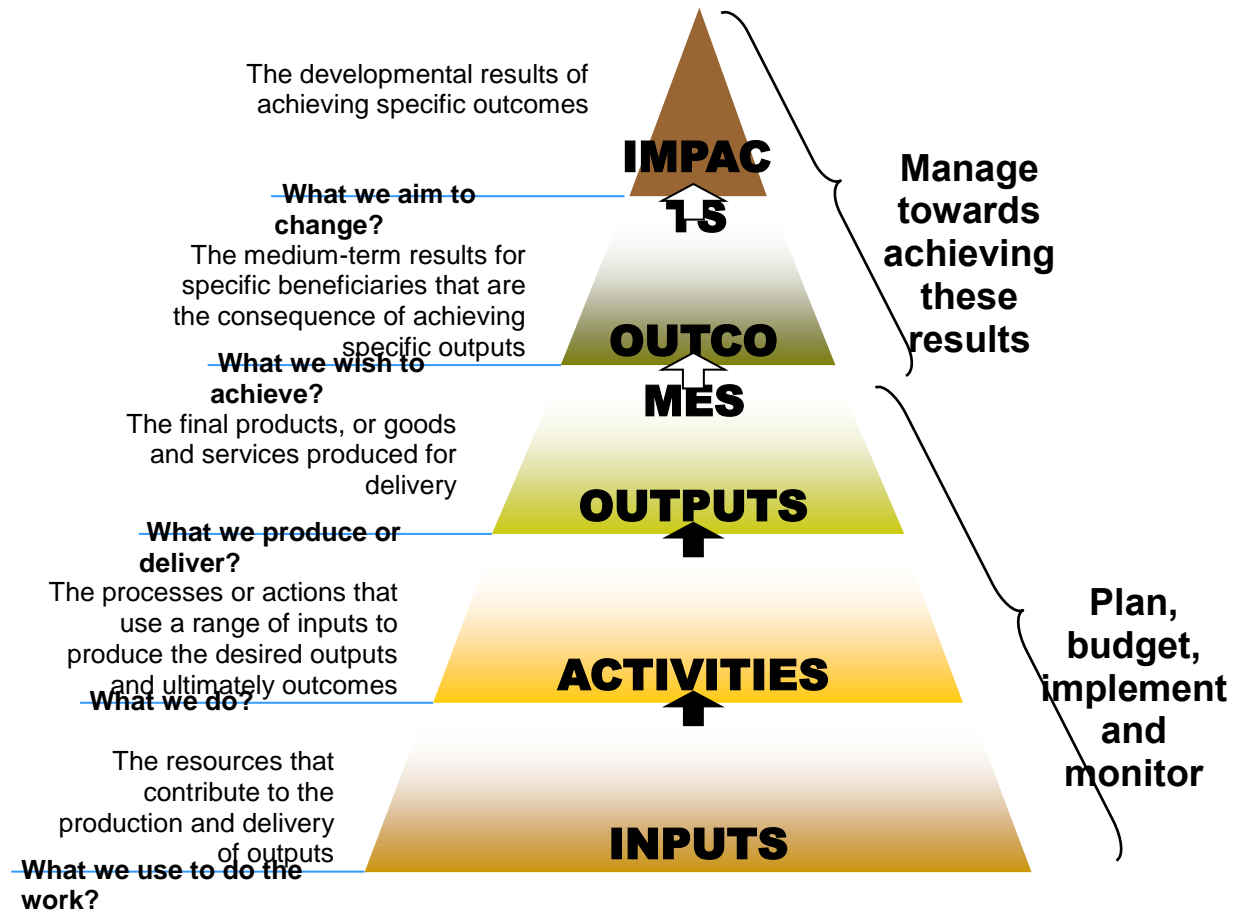 The developmental results of
achieving specific outcomes
IMPAC
TS
What we aim to
change?
The medium-term results for
specific beneficiaries that are
the consequence of achieving
specific outputs
OUTCO
MES
What we wish to
achieve?
The final products, or goods
and services produced for
delivery
OUTPUTS
What we produce or
deliver?
The processes or actions that
use a range of inputs to
produce the desired outputs
and ultimately outcomes
ACTIVITIES
What we do?
The resources that
contribute to the
production and delivery
of outputs
INPUTS
What we use to do the
work?
Manage
towards
achieving
these
results
Plan,
budget,
implement
and
monitor